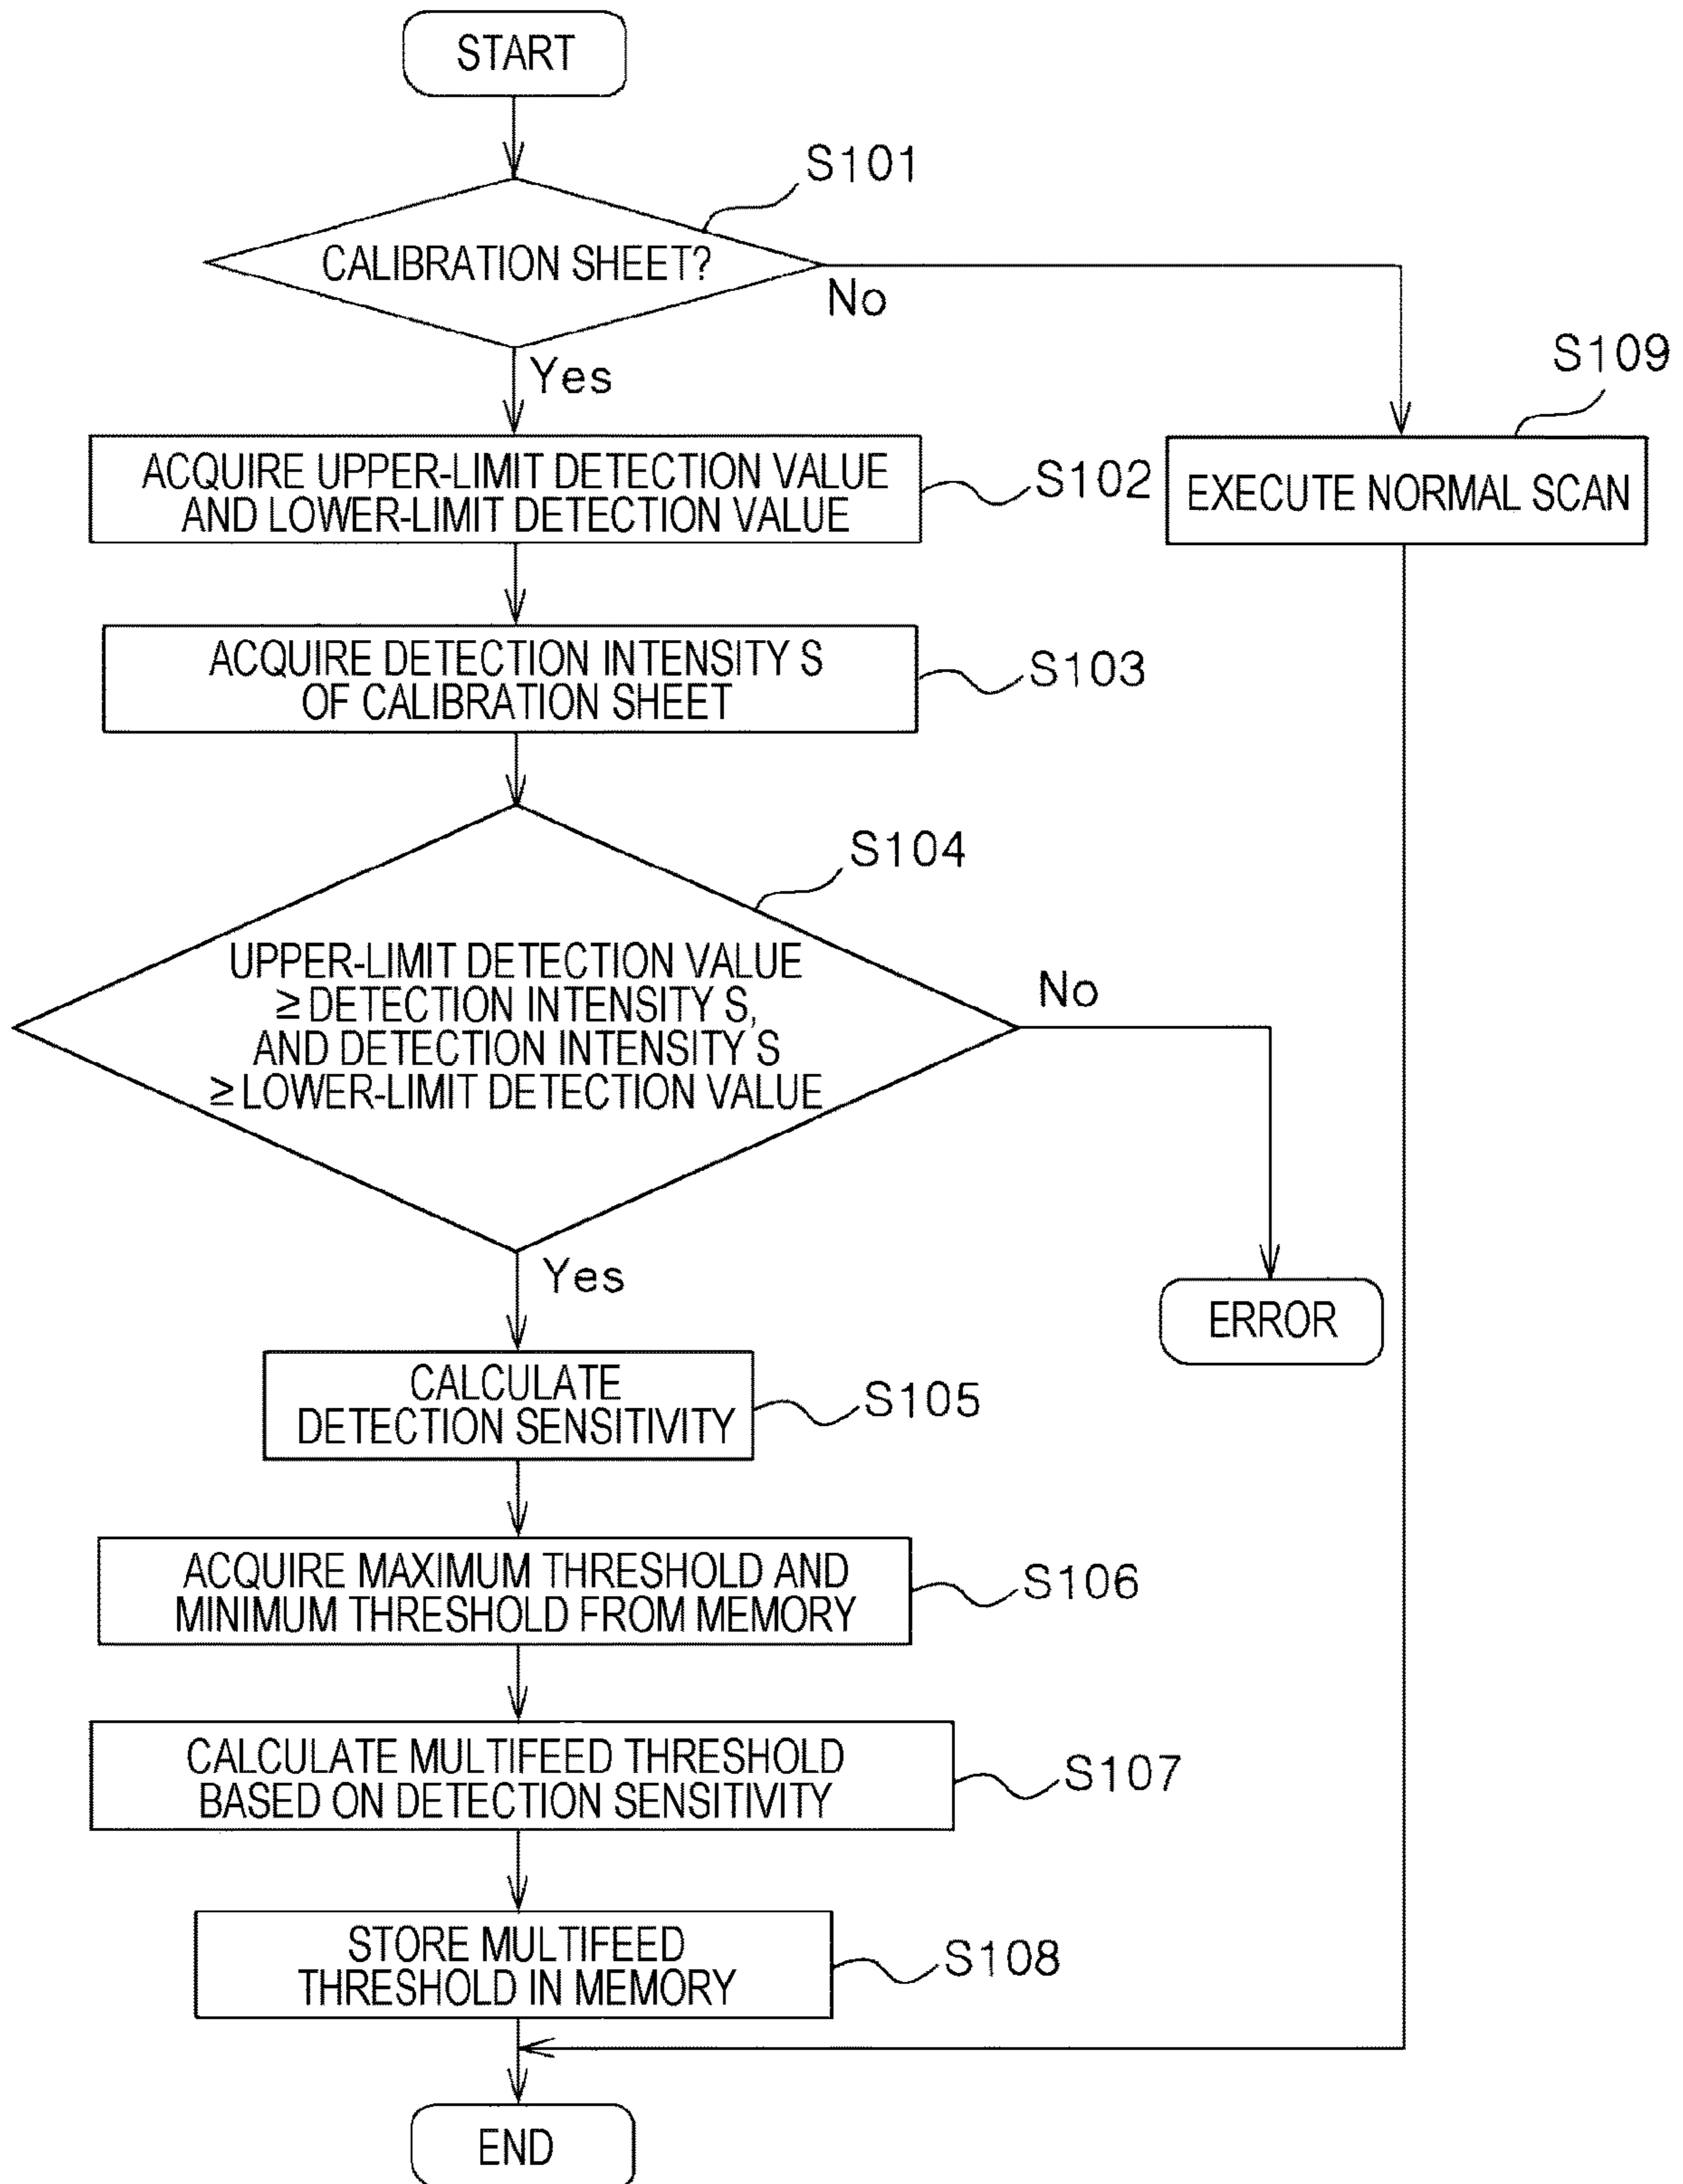 START
S101
CALIBRATION SHEET?
No
Yes
S109
ACQUIRE UPPER-LIMIT DETECTION VALUE
AND LOWER-LIMIT DETECTION VALUE
S102
EXECUTE NORMAL SCAN
ACQUIRE DETECTION INTENSITY S
OF CALIBRATION SHEET
S103
S104
UPPER-LIMIT DETECTION VALUE
≥ DETECTION INTENSITY S,
AND DETECTION INTENSITY S
≥ LOWER-LIMIT DETECTION VALUE
No
Yes
ERROR
CALCULATE
DETECTION SENSITIVITY
S105
ACQUIRE MAXIMUM THRESHOLD AND
MINIMUM THRESHOLD FROM MEMORY
S106
CALCULATE MULTIFEED THRESHOLD
BASED ON DETECTION SENSITIVITY
S107
STORE MULTIFEED
THRESHOLD IN MEMORY
S108
END